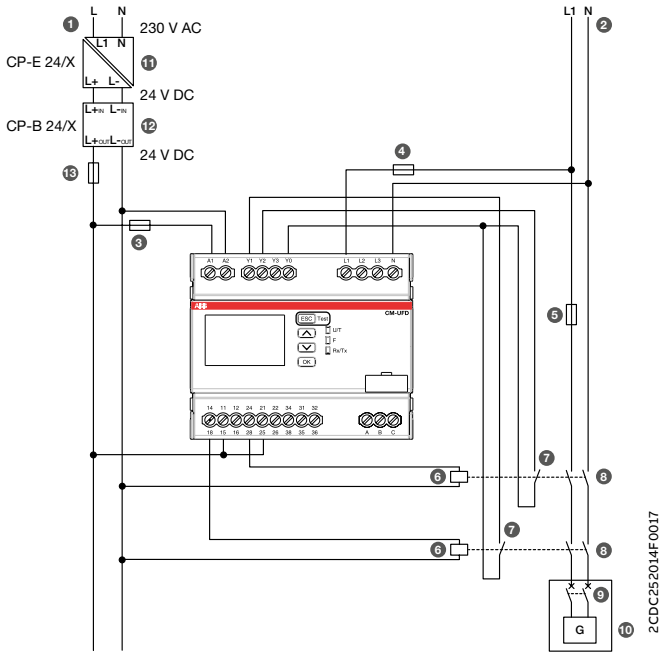 L N L1 N
1 230 V AC 2
L1 N
CP-E 24/X 11
L+ L-
24 V DC
L+IN L-IN
CP-B 24/X 12
L+OUT L-OUT
24 V DC
4
13
3
A1 A2 Y1 Y2 Y3 Y0 L1 L2 L3 N
ABB CM-UFD
ESC Test
U/T
F
Rx/Tx
OK
5
14 11 12 24 21 22 34 31 32
18 15 16 28 25 26 38 35 36 A B C
7
6 8
7
6 8
9
G 10
2CDC252014F0017